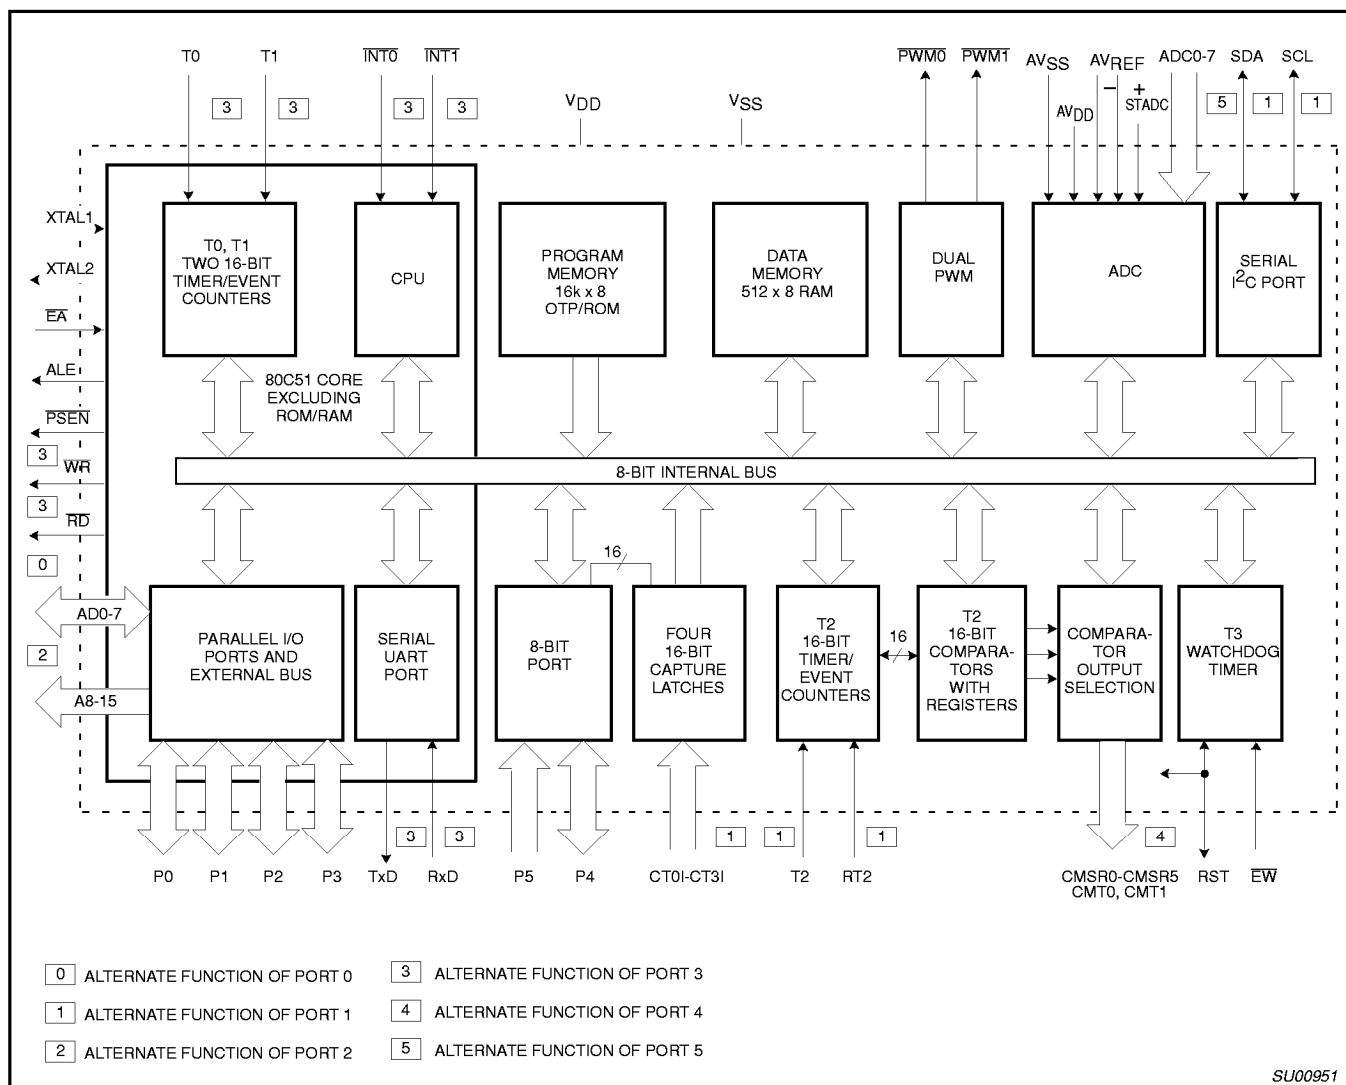 T0 T1 INT0 INT1 PWM0 PWM1 AVSS AVREF ADC0-7 SDA SCL
− +
STADC
3 3 3 3 VDD VSS AVDD 5 1 1
XTAL1
XTAL2
EA
ALE
PSEN
3 WR
3 RD
0
AD0-7
2
A8-15
T0, T1
TWO 16-BIT
TIMER/EVENT
COUNTERS
CPU
PROGRAM
MEMORY
16k x 8
OTP/ROM
DATA
MEMORY
512 x 8 RAM
DUAL
PWM
ADC
SERIAL
I2C PORT
80C51 CORE
EXCLUDING
ROM/RAM
8-BIT INTERNAL BUS
PARALLEL I/O
PORTS AND
EXTERNAL BUS
SERIAL
UART
PORT
8-BIT
PORT
16
FOUR
16-BIT
CAPTURE
LATCHES
T2
16-BIT
TIMER/
EVENT
COUNTERS
16
T2
16-BIT
COMPARA-
TORS
WITH
REGISTERS
COMPARA-
TOR
OUTPUT
SELECTION
T3
WATCHDOG
TIMER
3 3 1 1 1 4
P0 P1 P2 P3 TxD RxD P5 P4 CT0I-CT3I T2 RT2 CMSR0-CMSR5 RST EW
CMT0, CMT1
0 ALTERNATE FUNCTION OF PORT 0
1 ALTERNATE FUNCTION OF PORT 1
2 ALTERNATE FUNCTION OF PORT 2
3 ALTERNATE FUNCTION OF PORT 3
4 ALTERNATE FUNCTION OF PORT 4
5 ALTERNATE FUNCTION OF PORT 5
SU00951